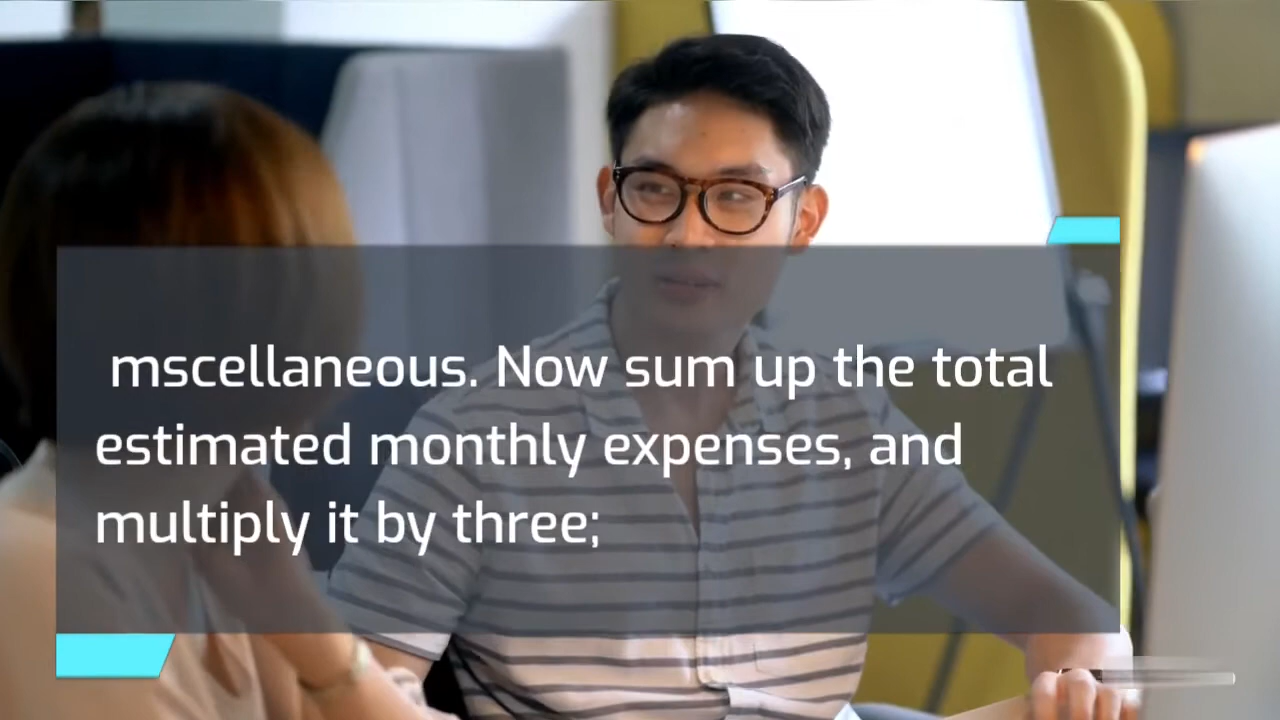 mscellaneous. Now sum up the total
estimated monthly expenses, and
multiply it by three;